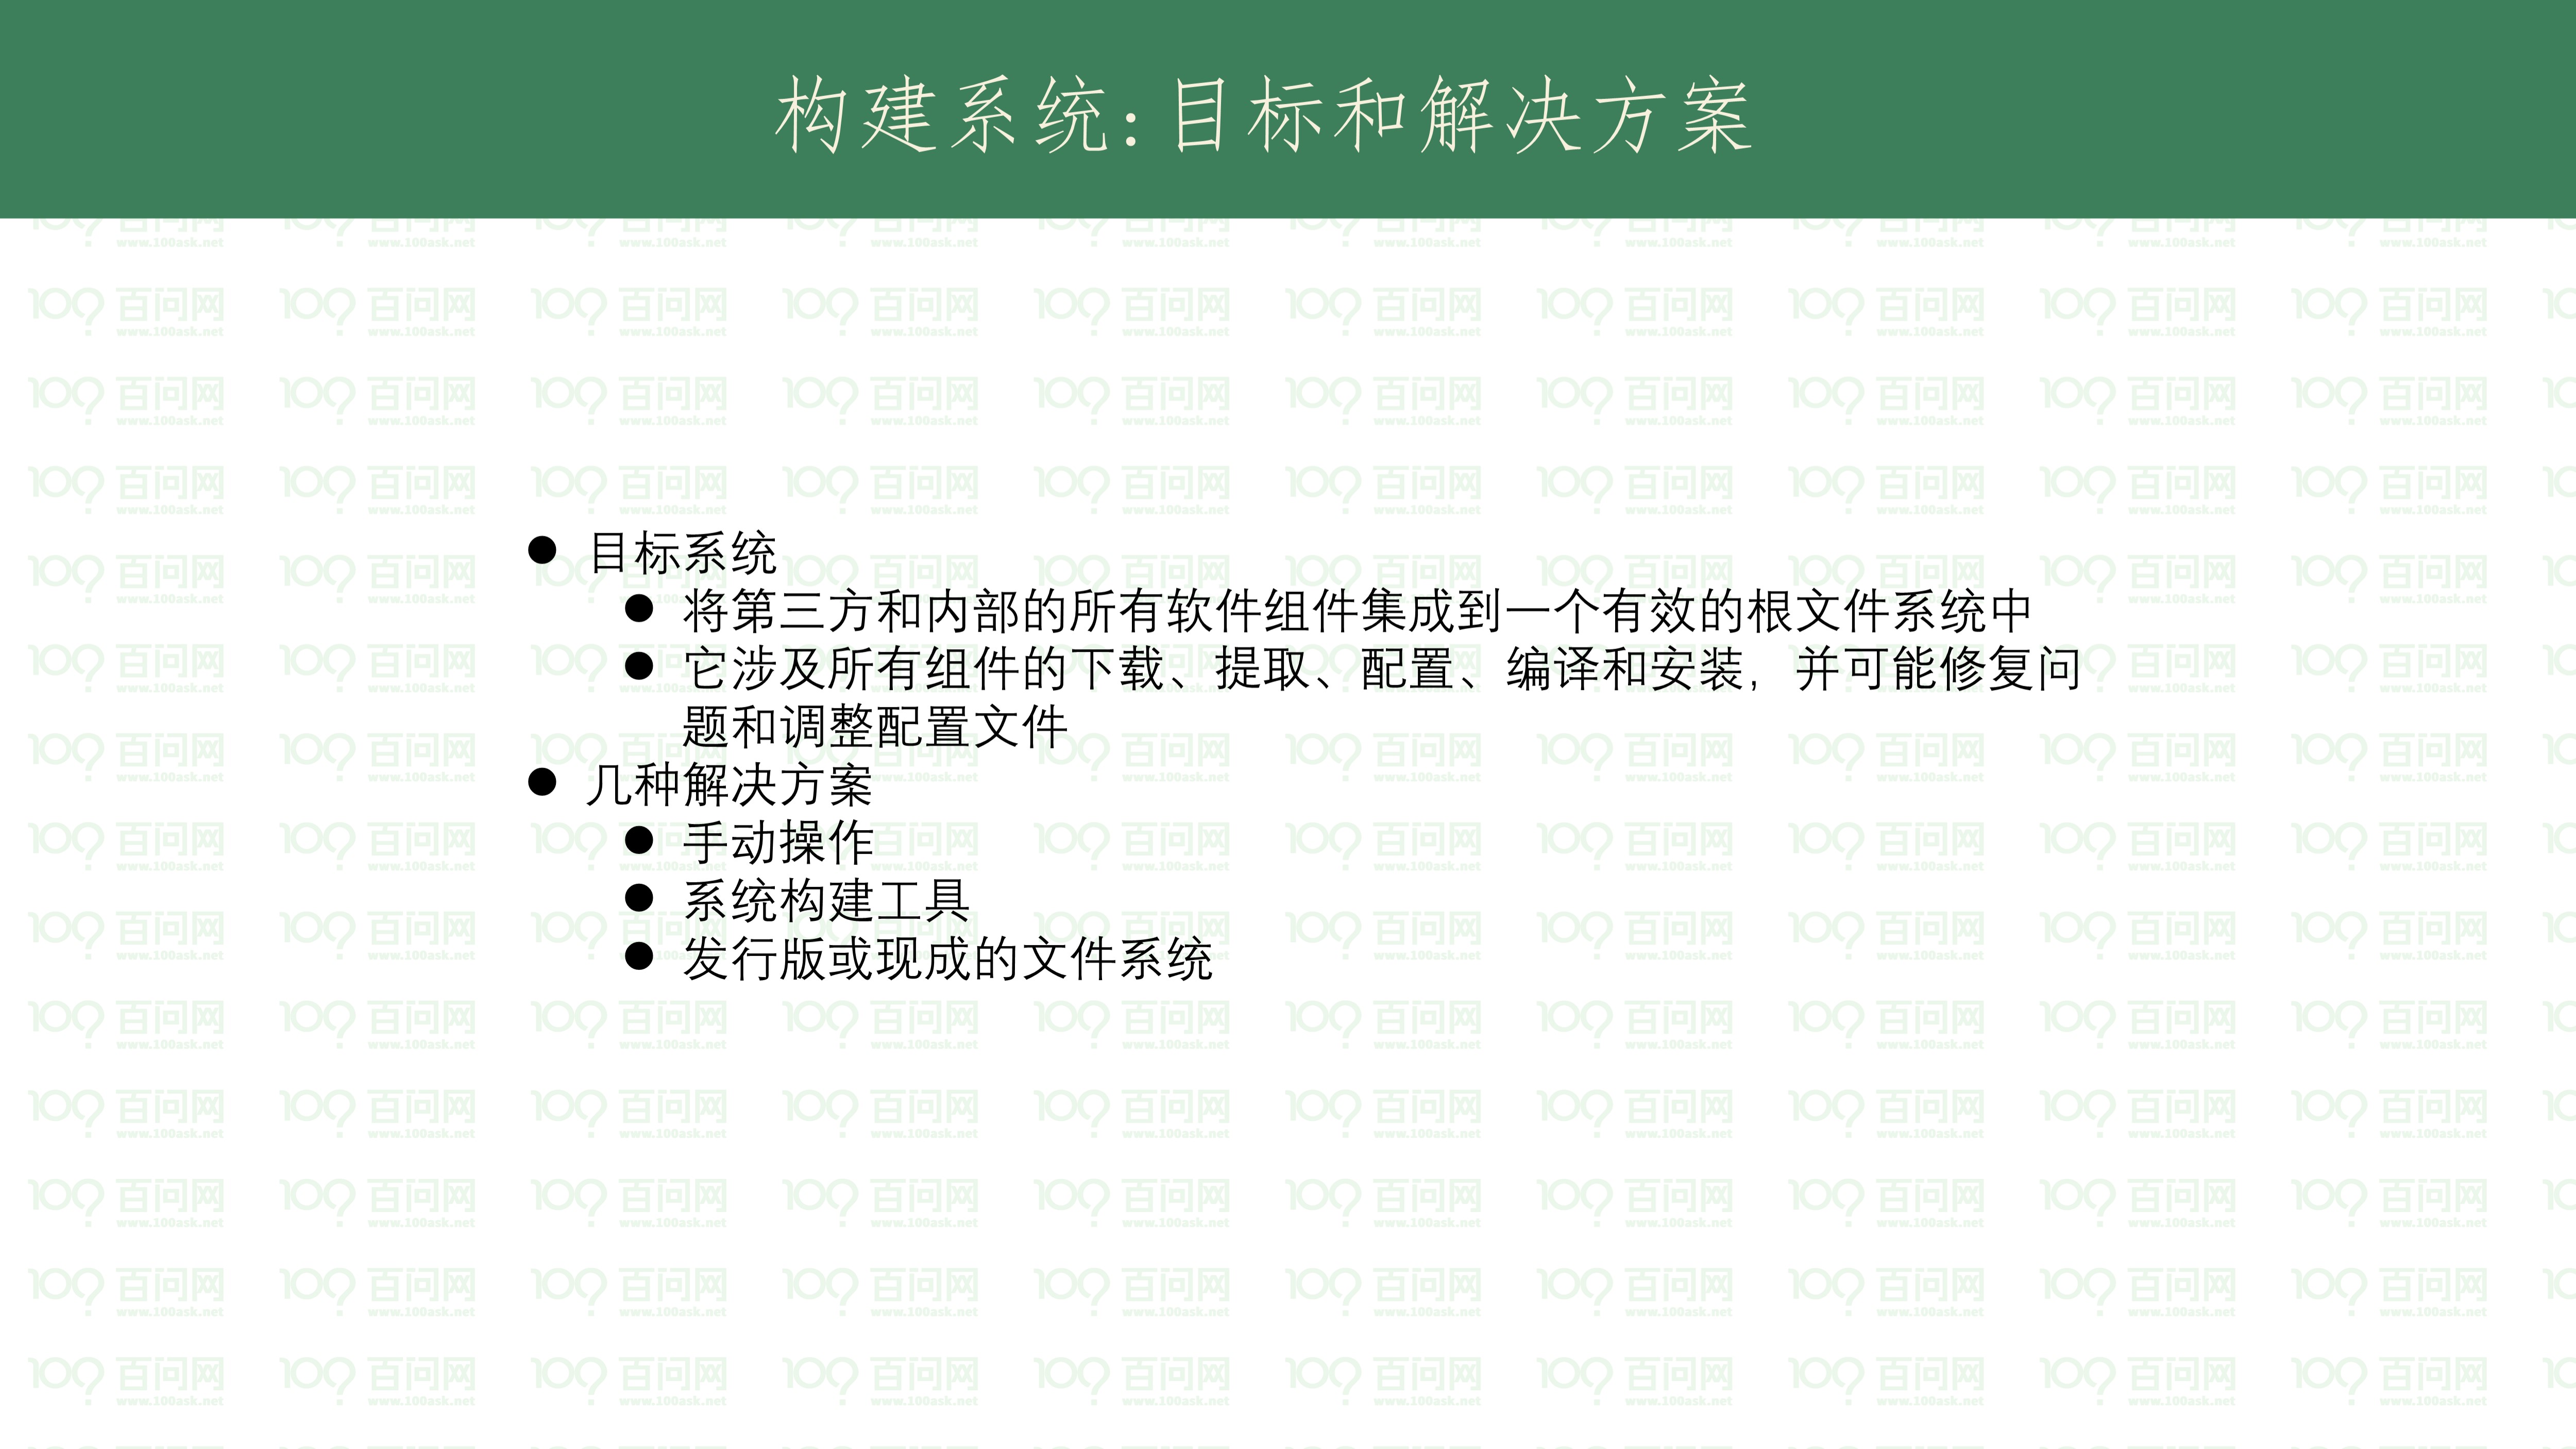 构建系统:目标和解决方案
● 目标系统
● 将第三方和内部的所有软件组件集成到一个有效的根文件系统中
● 它涉及所有组件的下载、提取、配置、编译和安装，并可能修复问
题和调整配置文件
● 几种解决方案
● 手动操作
● 系统构建工具
● 发行版或现成的文件系统
百问网
www.100ask.net